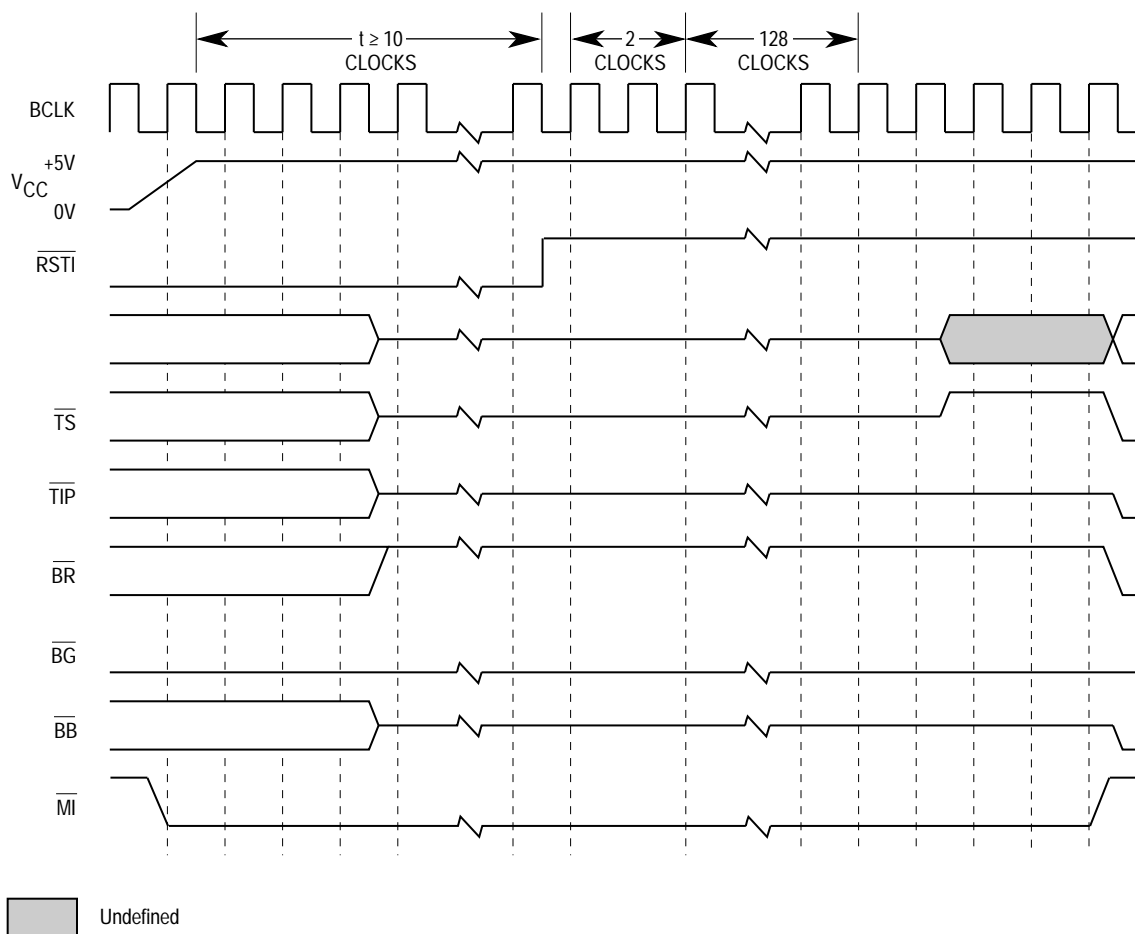 t ≥ 10
CLOCKS
2
CLOCKS
128
CLOCKS
BCLK
+5V
VCC
0V
RSTI
TS
TIP
BR
BG
BB
MI
Undefined